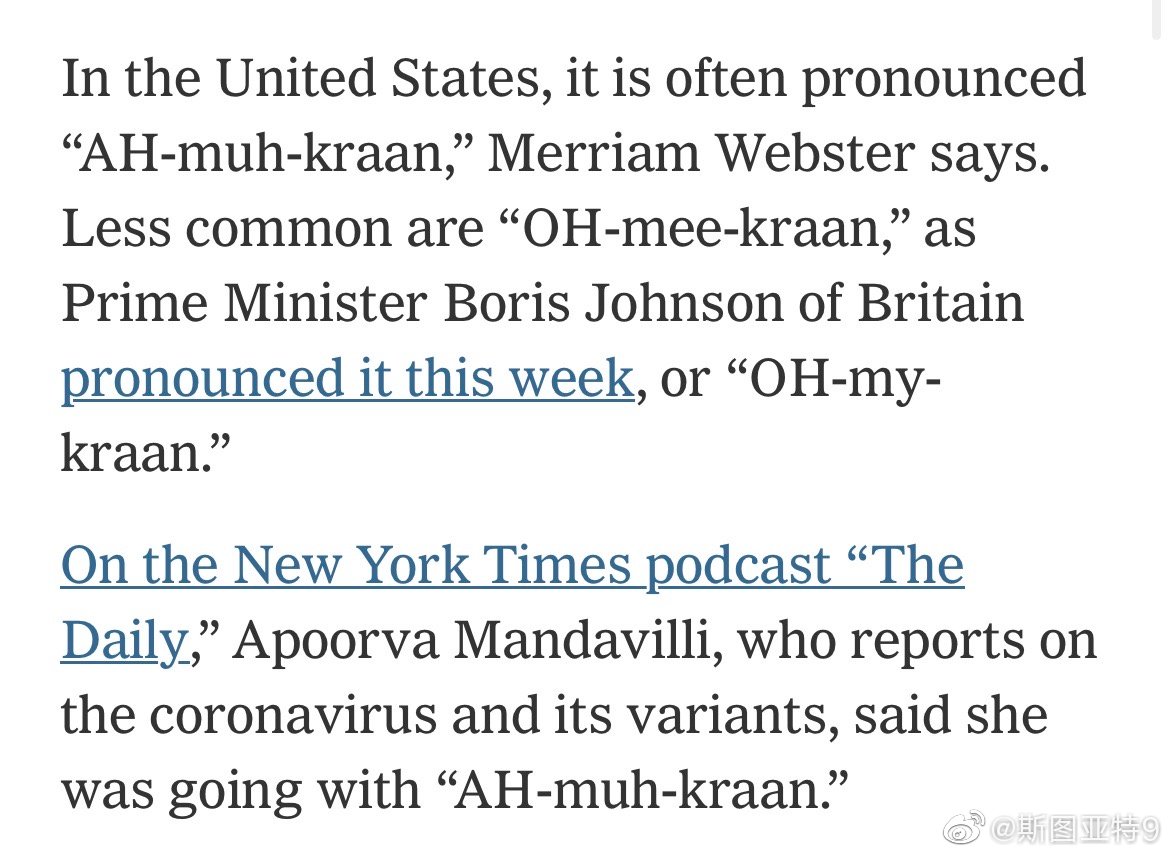 In the United States, it is often pronounced
“AH-muh-kraan,” Merriam Webster says.
Less common are “OH-mee-kraan,” as
Prime Minister Boris Johnson of Britain
pronounced it this week, or “OH-my-
kraan.”
On the New York Times podcast “The
Daily,” Apoorva Mandavilli, who reports on
the coronavirus and its variants, said she
was going with “AH-muh-kraan.”
@斯图亚特9